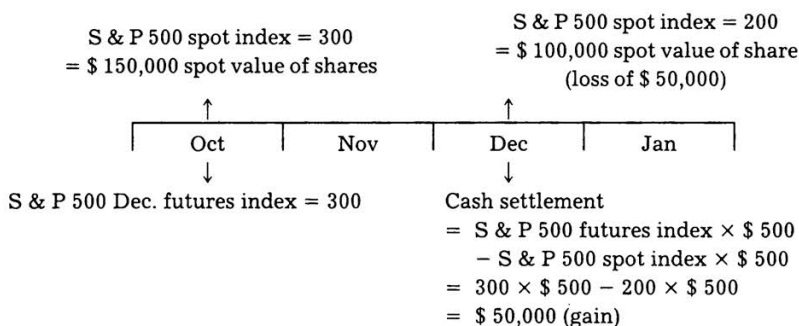 S & P 500 spot index = 300
= $ 150,000 spot value of shares
S & P 500 spot index = 200
= $ 100,000 spot value of share
(loss of $ 50,000)
Oct Nov Dec Jan
S & P 500 Dec. futures index = 300
Cash settlement
= S & P 500 futures index × $ 500
− S & P 500 spot index × $ 500
= 300 × $ 500 − 200 × $ 500
= $ 50,000 (gain)